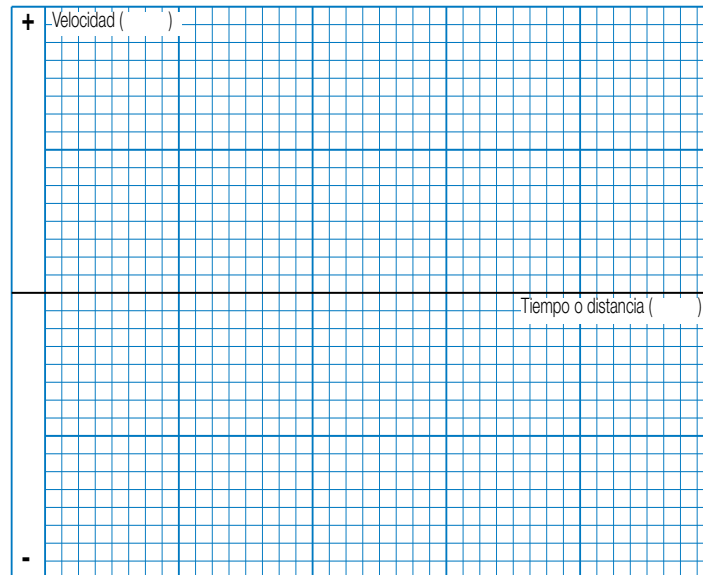 + Velocidad ( )
Tiempo o distancia ( )
-